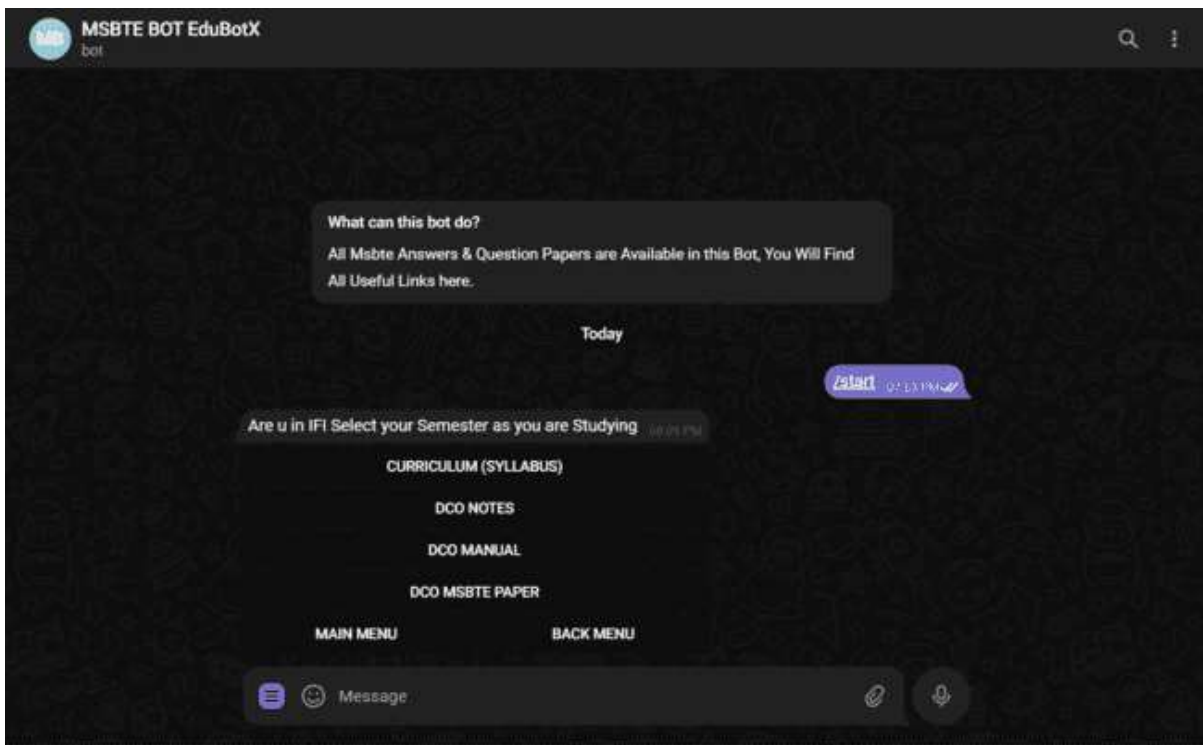 MSBTE BOT EduBotX
bot
What can this bot do?
All Msbte Answers & Question Papers are Available in this Bot, You Will Find
All Useful Links here.
Today
/start
Are u in IFI Select your Semester as you are Studying
CURRICULUM (SYLLABUS)
DCO NOTES
DCO MANUAL
DCO MSBTE PAPER
MAIN MENU BACK MENU
Message